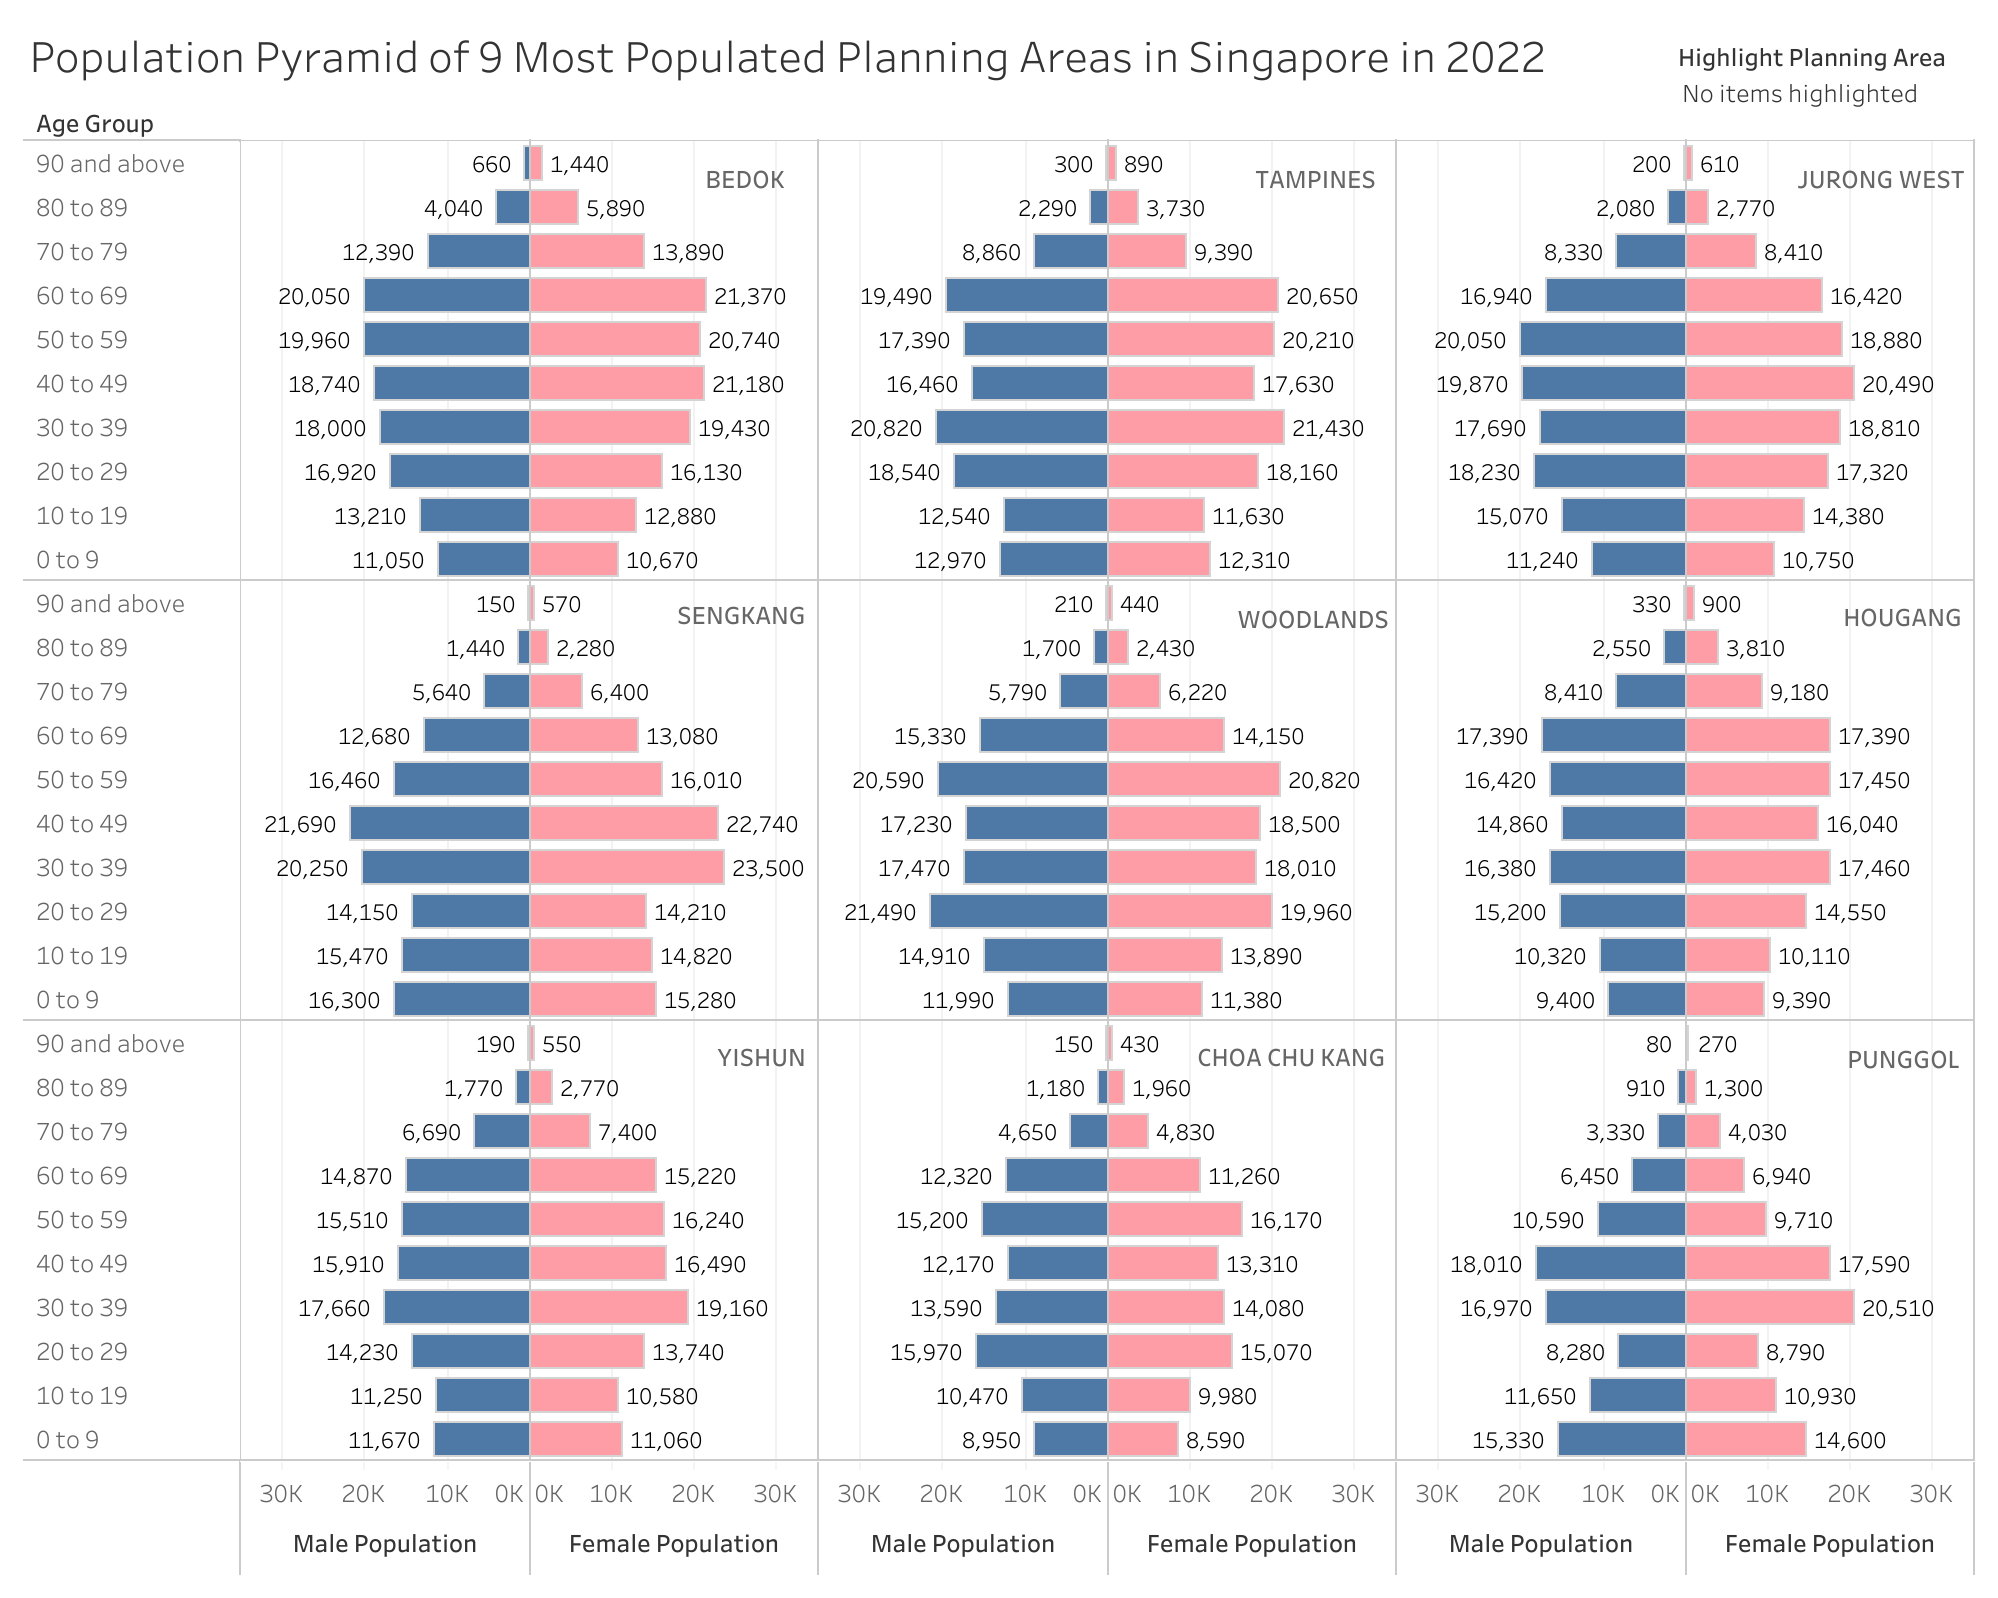 Population Pyramid of 9 Most Populated Planning Areas in Singapore in 2022
Highlight Planning Area
No items highlighted
Age Group
90 and above 660 1,440 BEDOK 300 890 TAMPINES 200 610 JURONG WEST
80 to 89 4,040 5,890 2,290 3,730 2,080 2,770
70 to 79 12,390 13,890 8,860 9,390 8,330 8,410
60 to 69 20,050 21,370 19,490 20,650 16,940 16,420
50 to 59 19,960 20,740 17,390 20,210 20,050 18,880
40 to 49 18,740 21,180 16,460 17,630 19,870 20,490
30 to 39 18,000 19,430 20,820 21,430 17,690 18,810
20 to 29 16,920 16,130 18,540 18,160 18,230 17,320
10 to 19 13,210 12,880 12,540 11,630 15,070 14,380
0 to 9 11,050 10,670 12,970 12,310 11,240 10,750
90 and above 150 570 SENGKANG 210 440 WOODLANDS 330 900 HOUGANG
80 to 89 1,440 2,280 1,700 2,430 2,550 3,810
70 to 79 5,640 6,400 5,790 6,220 8,410 9,180
60 to 69 12,680 13,080 15,330 14,150 17,390 17,390
50 to 59 16,460 16,010 20,590 20,820 16,420 17,450
40 to 49 21,690 22,740 17,230 18,500 14,860 16,040
30 to 39 20,250 23,500 17,470 18,010 16,380 17,460
20 to 29 14,150 14,210 21,490 19,960 15,200 14,550
10 to 19 15,470 14,820 14,910 13,890 10,320 10,110
0 to 9 16,300 15,280 11,990 11,380 9,400 9,390
90 and above 190 550 YISHUN 150 430 CHOA CHU KANG 80 270 PUNGGOL
80 to 89 1,770 2,770 1,180 1,960 910 1,300
70 to 79 6,690 7,400 4,650 4,830 3,330 4,030
60 to 69 14,870 15,220 12,320 11,260 6,450 6,940
50 to 59 15,510 16,240 15,200 16,170 10,590 9,710
40 to 49 15,910 16,490 12,170 13,310 18,010 17,590
30 to 39 17,660 19,160 13,590 14,080 16,970 20,510
20 to 29 14,230 13,740 15,970 15,070 8,280 8,790
10 to 19 11,250 10,580 10,470 9,980 11,650 10,930
0 to 9 11,670 11,060 8,950 8,590 15,330 14,600
30K 20K 10K 0K 0K 10K 20K 30K 30K 20K 10K 0K 0K 10K 20K 30K 30K 20K 10K 0K 0K 10K 20K 30K
Male Population Female Population Male Population Female Population Male Population Female Population